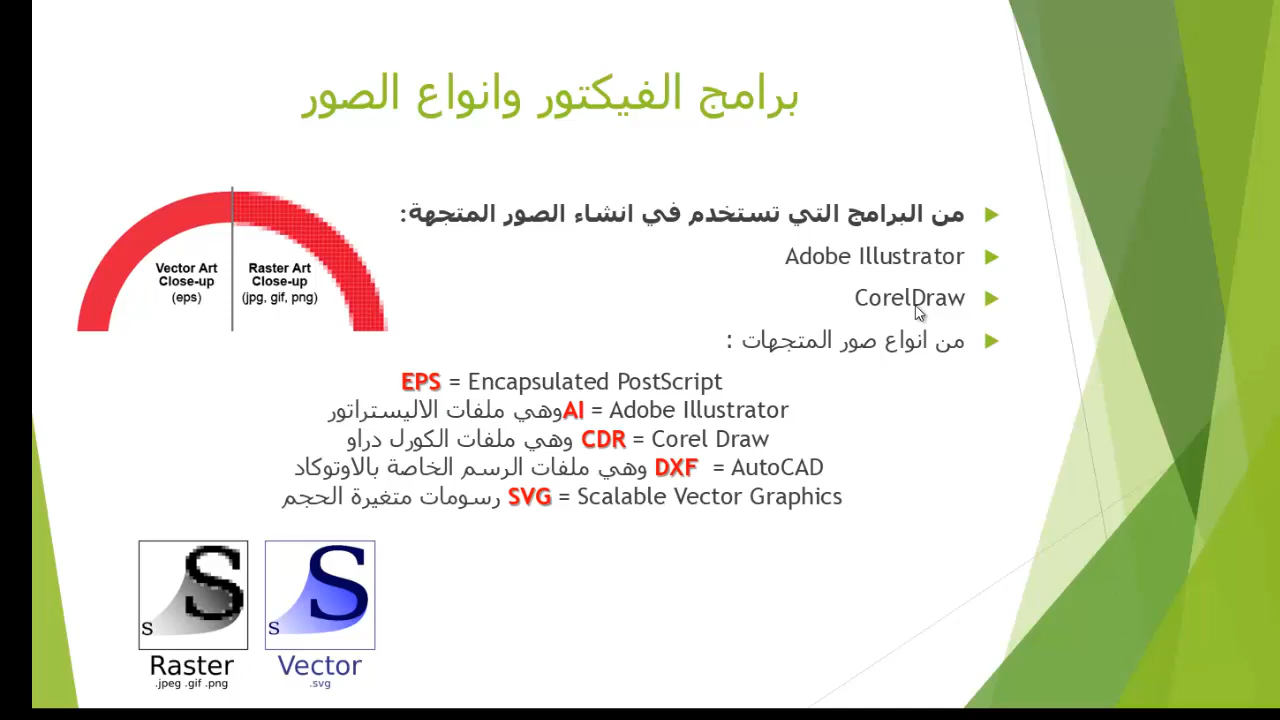 برامج الفيكتور وانواع الصور
من البرامج التي تستخدم في انشاء الصور المتجهة:
Adobe Illustrator
CorelDraw
من انواع صور المتجهات :
EPS = Encapsulated PostScript
وهي ملفات الاليستراتور AI = Adobe Illustrator
وهي ملفات الكورل دراو CDR = Corel Draw
وهي ملفات الرسم الخاصة بالاوتوكاد DXF = AutoCAD
رسومات متغيرة الحجم SVG = Scalable Vector Graphics
Vector Art
Close-up
(eps)
Raster Art
Close-up
(jpg, gif, png)
S
s
Raster
.jpeg .gif .png
S
s
Vector
.svg